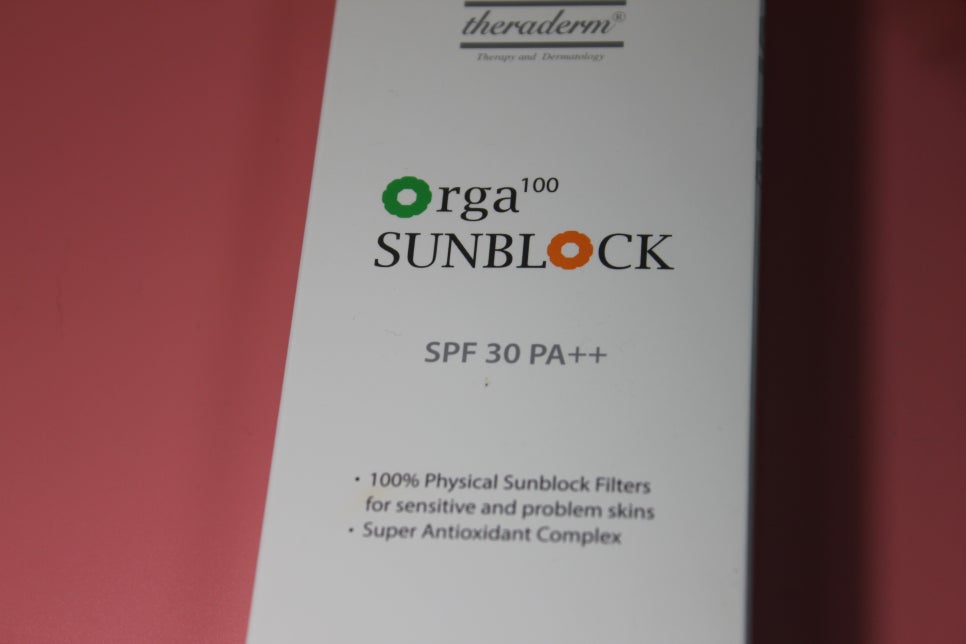 theraderm®
Therapy and Dermatology
Orga¹⁰⁰
SUNBLOCK
SPF 30 PA++
• 100% Physical Sunblock Filters
for sensitive and problem skins
• Super Antioxidant Complex